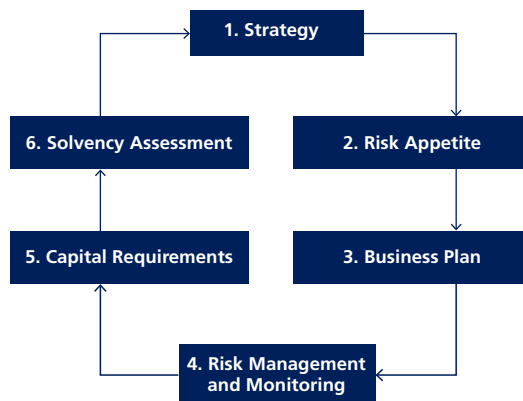 1. Strategy
2. Risk Appetite
3. Business Plan
4. Risk Management
and Monitoring
5. Capital Requirements
6. Solvency Assessment